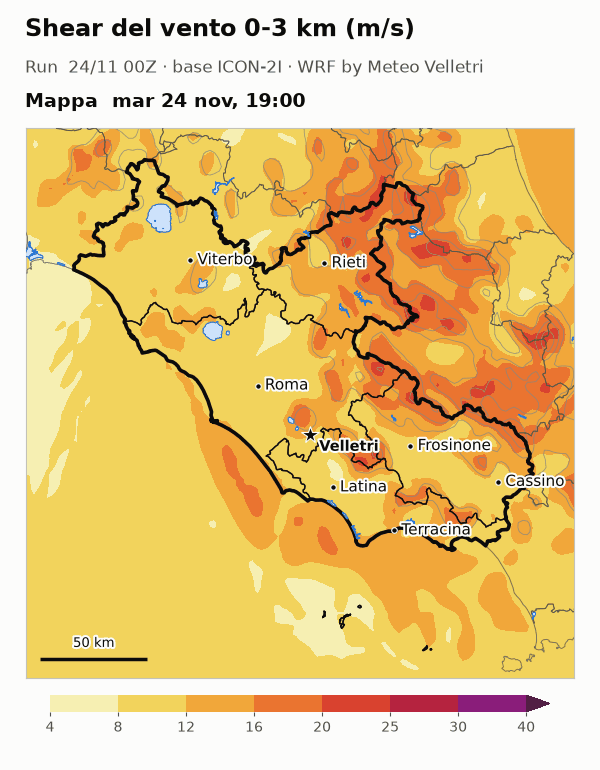 Shear del vento 0-3 km (m/s)
Run  24/11 00Z · base ICON-2I · WRF by Meteo Velletri
Mappa  mar 24 nov, 19:00
Viterbo
Rieti
Roma
Velletri
Frosinone
Latina
Cassino
Terracina
50 km
4 8 12 16 20 25 30 40